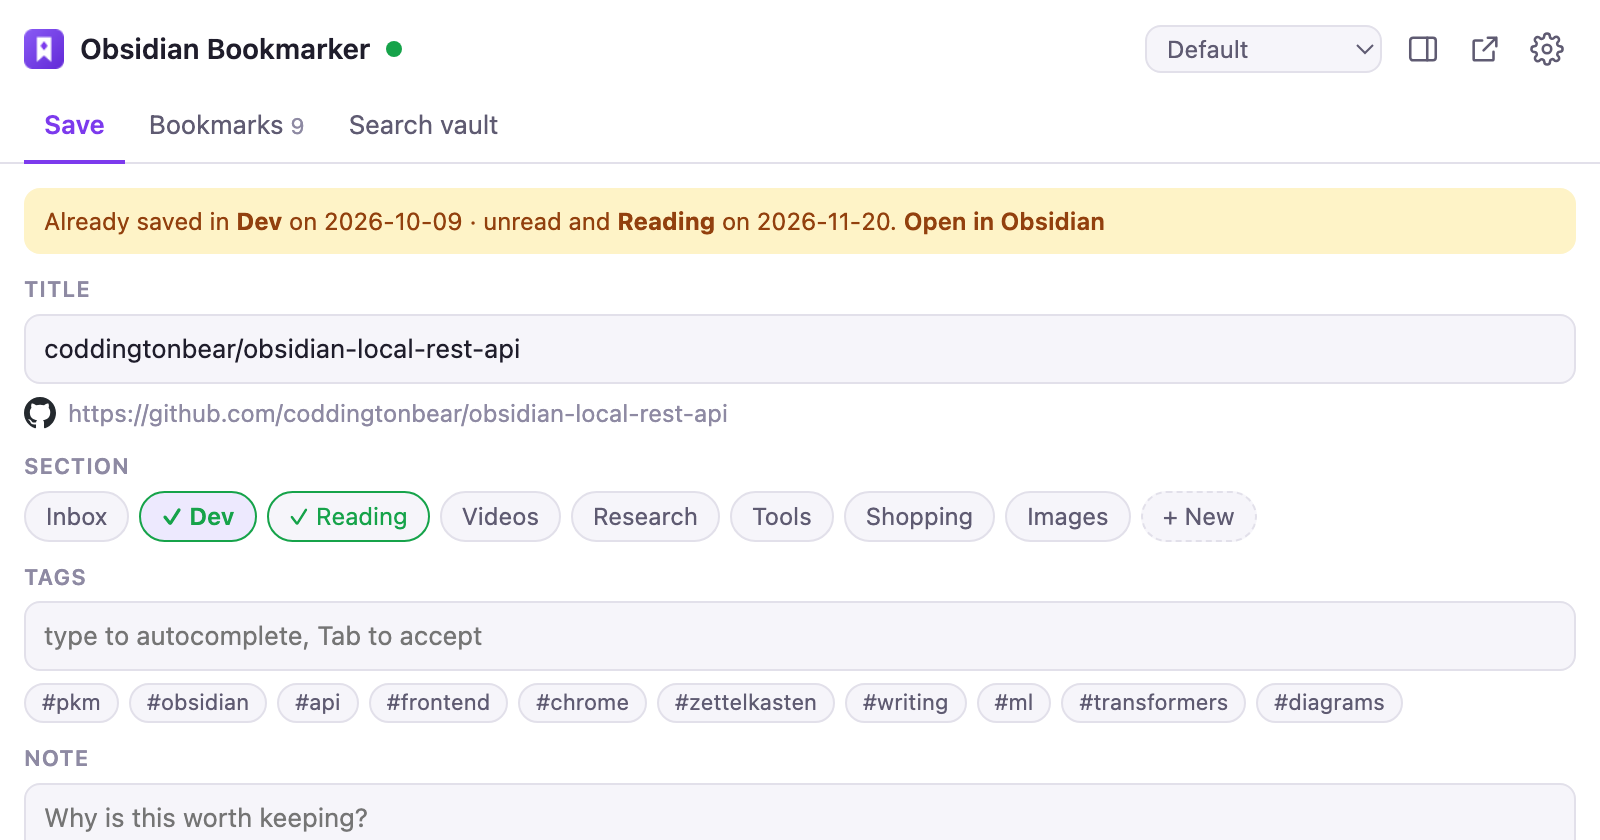 Obsidian Bookmarker
Default
Save
Bookmarks 9
Search vault
Already saved in Dev on 2026-10-09 · unread and Reading on 2026-11-20. Open in Obsidian
TITLE
coddingtonbear/obsidian-local-rest-api
https://github.com/coddingtonbear/obsidian-local-rest-api
SECTION
Inbox ✓ Dev ✓ Reading Videos Research Tools Shopping Images + New
TAGS
type to autocomplete, Tab to accept
#pkm #obsidian #api #frontend #chrome #zettelkasten #writing #ml #transformers #diagrams
NOTE
Why is this worth keeping?